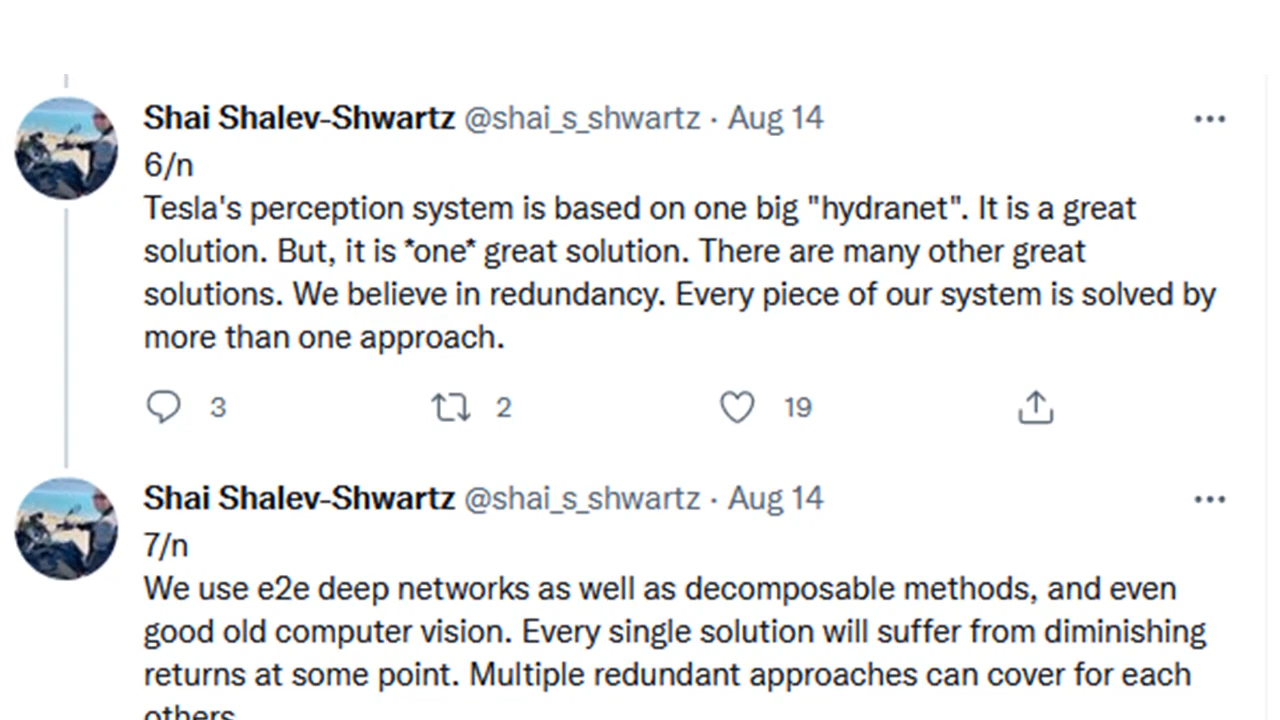 Shai Shalev-Shwartz @shai_s_shwartz · Aug 14
6/n
Tesla's perception system is based on one big "hydranet". It is a great
solution. But, it is *one* great solution. There are many other great
solutions. We believe in redundancy. Every piece of our system is solved by
more than one approach.
3 2 19
Shai Shalev-Shwartz @shai_s_shwartz · Aug 14
7/n
We use e2e deep networks as well as decomposable methods, and even
good old computer vision. Every single solution will suffer from diminishing
returns at some point. Multiple redundant approaches can cover for each
others.